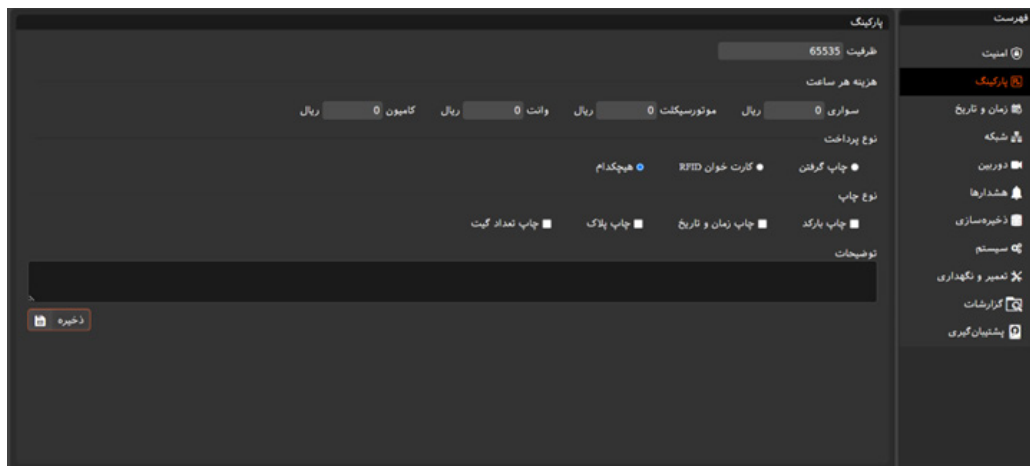 فهرست
امنیت
پارکینگ
زمان و تاریخ
شبکه
دوربین
هشدارها
ذخیره‌سازی
سیستم
تعمیر و نگهداری
گزارشات
پشتیبان‌گیری
پارکینگ
ظرفیت 65535
هزینه هر ساعت
سواری 0 ریال موتورسیکلت 0 ریال وانت 0 ریال کامیون 0 ریال
نوع پرداخت
چاپ گرفتن کارت خوان RFID هیچکدام
نوع چاپ
چاپ بارکد چاپ زمان و تاریخ چاپ پلاک چاپ تعداد گیت
توضیحات
ذخیره